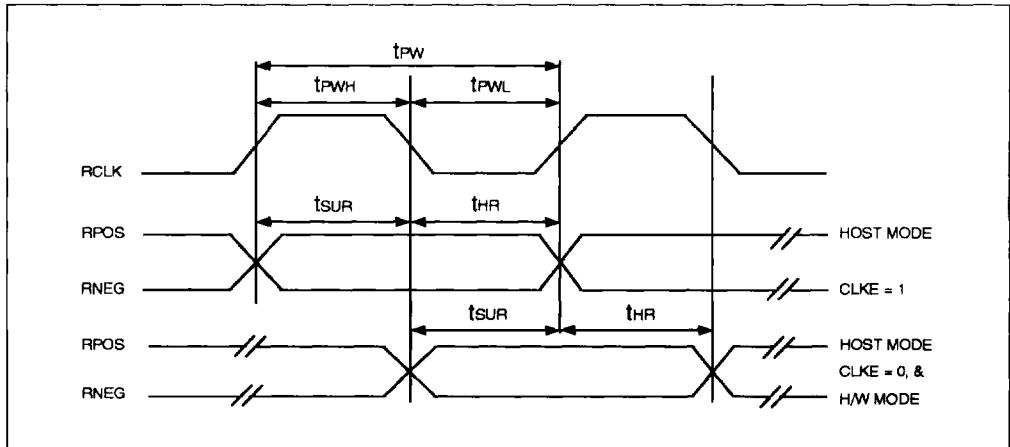 tPW
tPWH tPWL
RCLK
tSUR tHR
RPOS HOST MODE
RNEG CLKE = 1
tSUR tHR
RPOS HOST MODE
CLKE = 0, &
RNEG H/W MODE